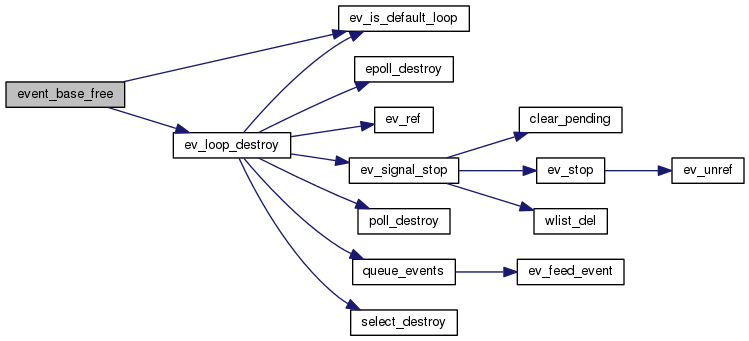 ev_is_default_loop
epoll_destroy
event_base_free
ev_ref
clear_pending
ev_loop_destroy
ev_signal_stop
ev_stop
ev_unref
poll_destroy
wlist_del
queue_events
ev_feed_event
select_destroy